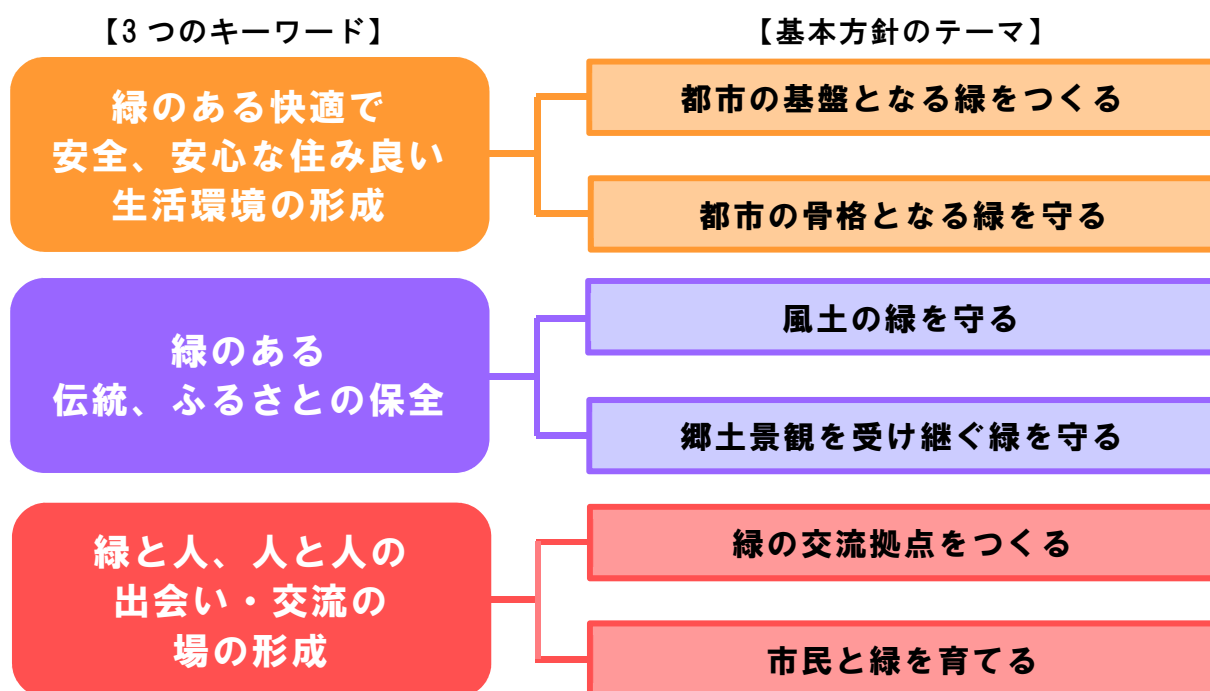 【3つのキーワード】
【基本方針のテーマ】
緑のある快適で
安全、安心な住み良い
生活環境の形成
都市の基盤となる緑をつくる
都市の骨格となる緑を守る
緑のある
伝統、ふるさとの保全
風土の緑を守る
郷土景観を受け継ぐ緑を守る
緑と人、人と人の
出会い・交流の
場の形成
緑の交流拠点をつくる
市民と緑を育てる